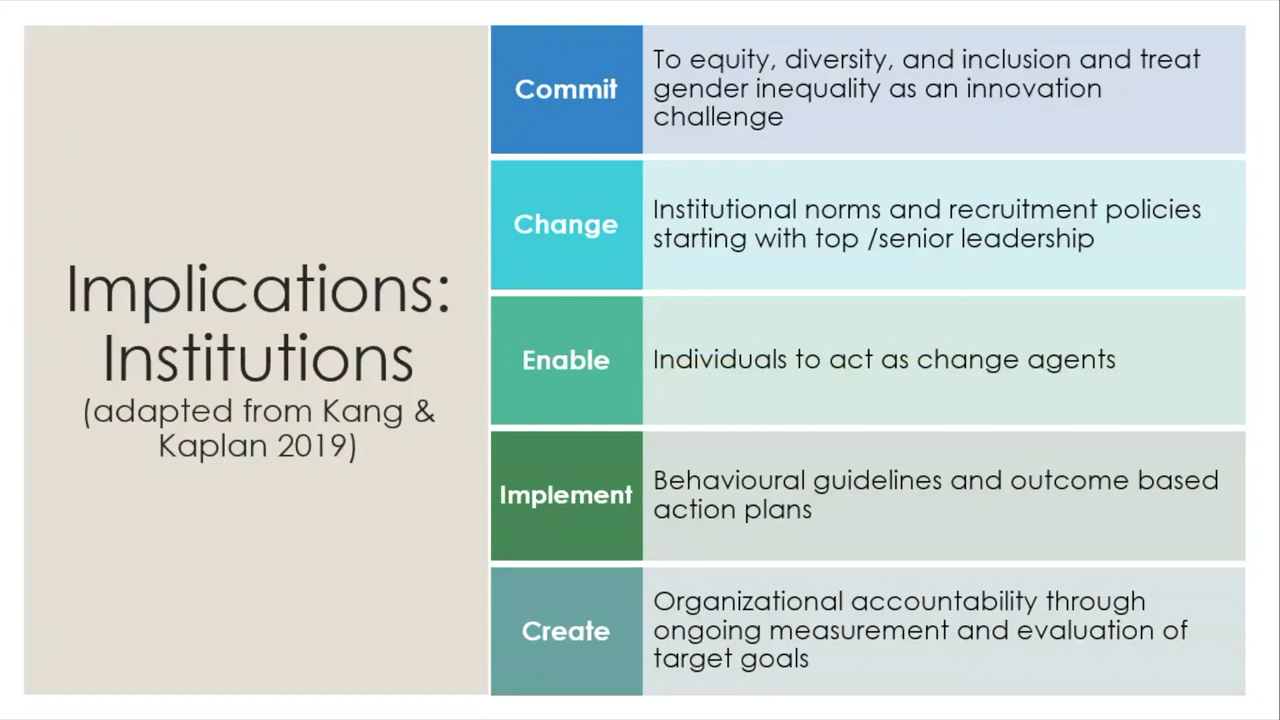 Implications:
Institutions
(adapted from Kang &
Kaplan 2019)
Commit
To equity, diversity, and inclusion and treat
gender inequality as an innovation
challenge
Change
Institutional norms and recruitment policies
starting with top /senior leadership
Enable
Individuals to act as change agents
Implement
Behavioural guidelines and outcome based
action plans
Create
Organizational accountability through
ongoing measurement and evaluation of
target goals